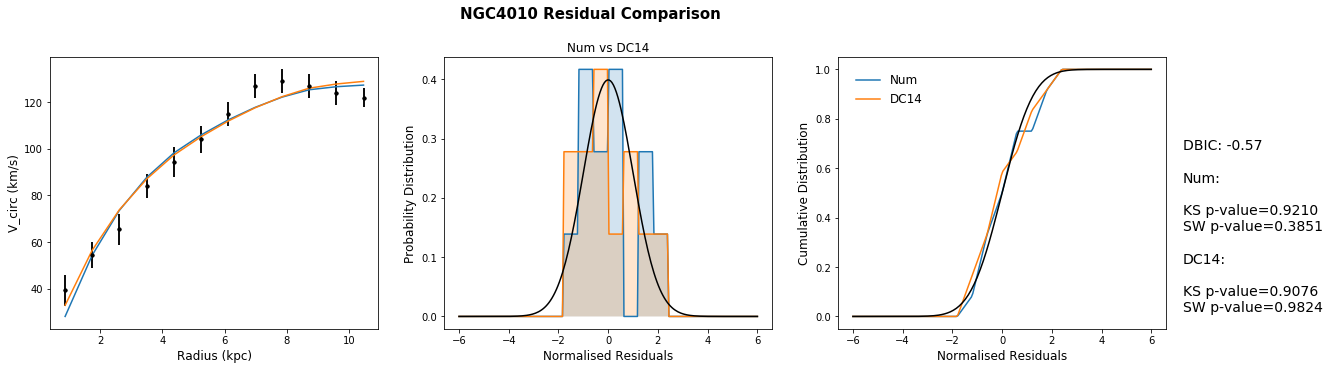 NGC4010 Residual Comparison
V_circ (km/s)
120
100
80
60
40
2
4
6
8
10
Radius (kpc)
Num vs DC14
Probability Distribution
0.4
0.3
0.2
0.1
0.0
−6
−4
−2
0
2
4
6
Normalised Residuals
Cumulative Distribution
1.0
0.8
0.6
0.4
0.2
0.0
Num
DC14
−6
−4
−2
0
2
4
6
Normalised Residuals
DBIC: -0.57
Num:
KS p-value=0.9210
SW p-value=0.3851
DC14:
KS p-value=0.9076
SW p-value=0.9824